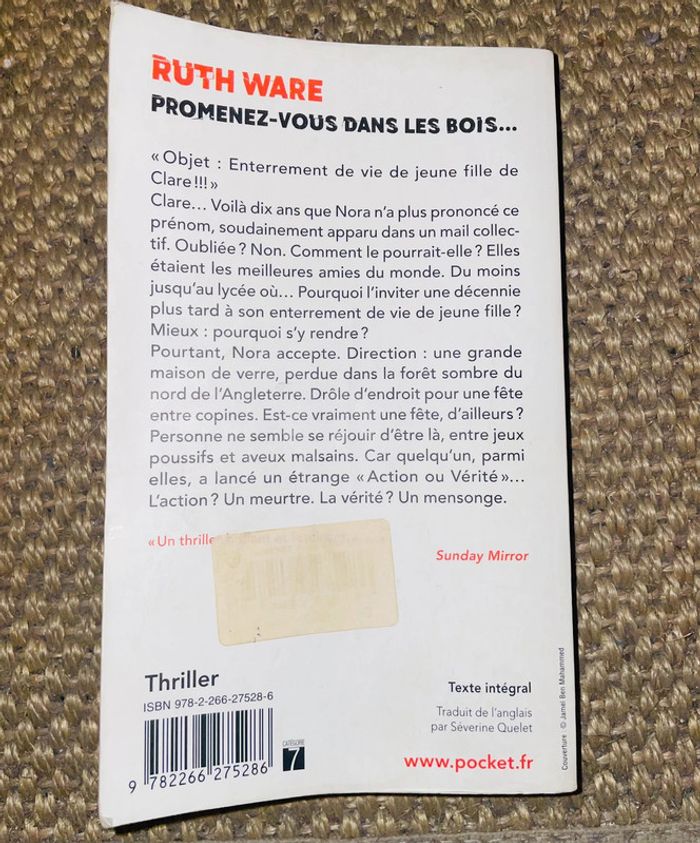 RUTH WARE
PROMENEZ-VOUS DANS LES BOIS...
« Objet : Enterrement de vie de jeune fille de
Clare !!! »
Clare... Voilà dix ans que Nora n'a plus prononcé ce
prénom, soudainement apparu dans un mail collec-
tif. Oubliée ? Non. Comment le pourrait-elle ? Elles
étaient les meilleures amies du monde. Du moins
jusqu'au lycée où... Pourquoi l'inviter une décennie
plus tard à son enterrement de vie de jeune fille ?
Mieux : pourquoi s'y rendre ?
Pourtant, Nora accepte. Direction : une grande
maison de verre, perdue dans la forêt sombre du
nord de l'Angleterre. Drôle d'endroit pour une fête
entre copines. Est-ce vraiment une fête, d'ailleurs ?
Personne ne semble se réjouir d'être là, entre jeux
poussifs et aveux malsains. Car quelqu'un, parmi
elles, a lancé un étrange « Action ou Vérité »...
L'action ? Un meurtre. La vérité ? Un mensonge.
« Un thriller
Sunday Mirror
Thriller
ISBN 978-2-266-27528-6
Texte intégral
Traduit de l'anglais
par Séverine Quelet
CATÉGORIE
7
9 782266 275286
www.pocket.fr
Couverture : © Jamel Ben Mahammed